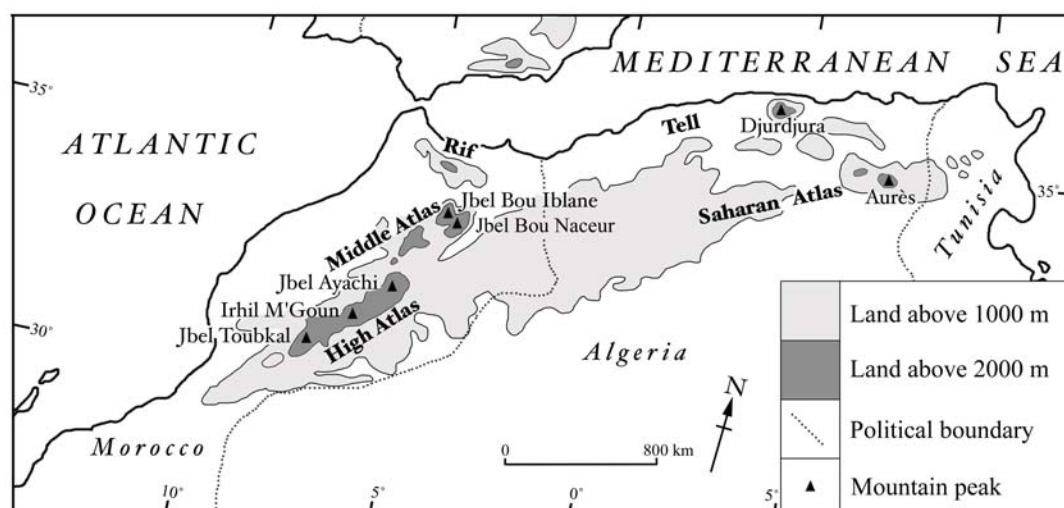 MEDITERRANEAN SEA
35°
ATLANTIC
OCEAN
Rif
Tell
Djurdjura
Aurès
35°
Tunisia
Saharan Atlas
Middle Atlas
Jbel Bou Iblane
Jbel Bou Naceur
Jbel Ayachi
Irhil M'Goun
Jbel Toubkal
High Atlas
30°
Algeria
Morocco
N
0 800 km
10°
5°
0°
5°
Land above 1000 m
Land above 2000 m
Political boundary
Mountain peak